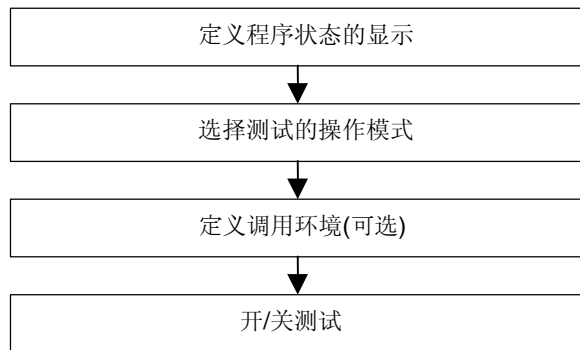 定义程序状态的显示
选择测试的操作模式
定义调用环境(可选)
开/关测试